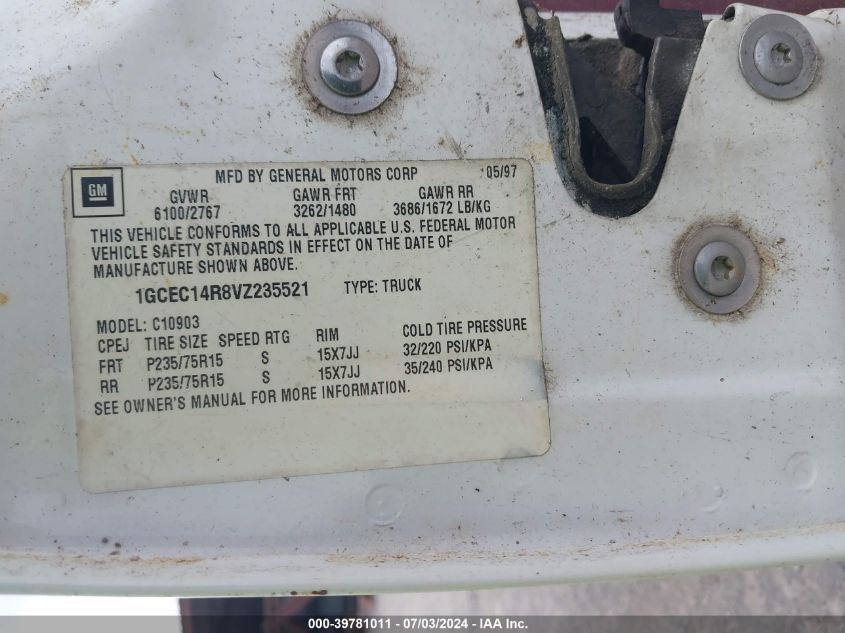 GM
MFD BY GENERAL MOTORS CORP 05/97
GVWR GAWR FRT GAWR RR
6100/2767 3262/1480 3686/1672 LB/KG
THIS VEHICLE CONFORMS TO ALL APPLICABLE U.S. FEDERAL MOTOR
VEHICLE SAFETY STANDARDS IN EFFECT ON THE DATE OF
MANUFACTURE SHOWN ABOVE.
1GCEC14R8VZ235521 TYPE: TRUCK
MODEL: C10903
CPEJ TIRE SIZE SPEED RTG RIM COLD TIRE PRESSURE
FRT P235/75R15 S 15X7JJ 32/220 PSI/KPA
RR P235/75R15 S 15X7JJ 35/240 PSI/KPA
SEE OWNER'S MANUAL FOR MORE INFORMATION.
000-39781011 - 07/03/2024 - IAA Inc.